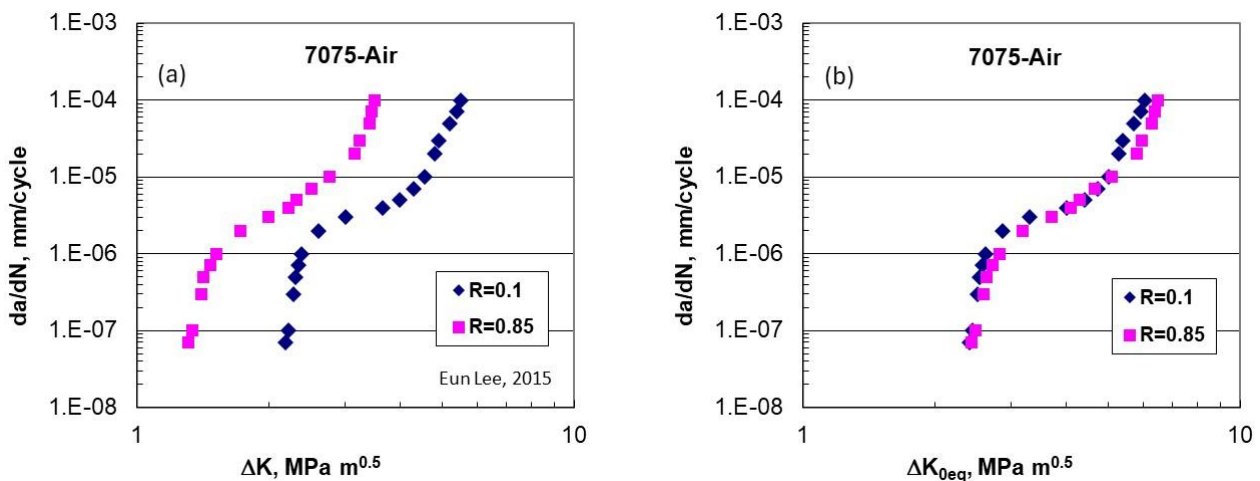 7075-Air
(a)
1.E-03
1.E-04
1.E-05
1.E-06
1.E-07
1.E-08
da/dN, mm/cycle
R=0.1
R=0.85
Eun Lee, 2015
1
10
ΔK, MPa m^0.5
7075-Air
(b)
1.E-03
1.E-04
1.E-05
1.E-06
1.E-07
1.E-08
da/dN, mm/cycle
R=0.1
R=0.85
1
10
ΔK0eq, MPa m^0.5